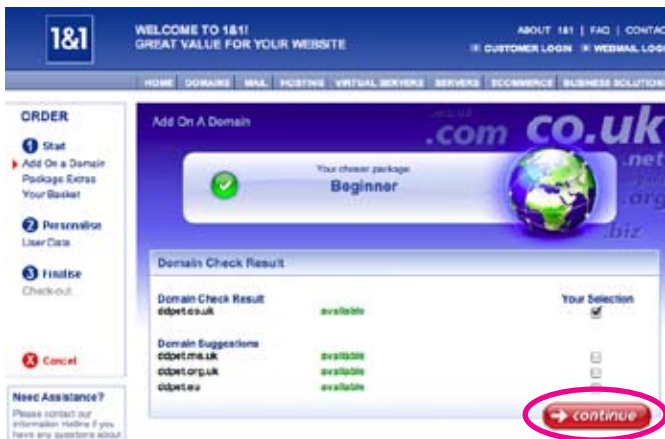 1&1
WELCOME TO 1&1!
GREAT VALUE FOR YOUR WEBSITE
ABOUT 1&1 | FAQ | CONTAC
CUSTOMER LOGIN WEBMAIL LOGI
HOME DOMAINS MAIL HOSTING VIRTUAL SERVERS SERVERS ECOMMERCE BUSINESS SOLUTION
ORDER
1 Start
Add On a Domain
Package Extras
Your Basket
2 Personalise
User Data
3 Finalise
Check-out
X Cancel
Need Assistance?
Please contact our
information Hotline if you
have any questions about
Add On A Domain
.com co.uk
.net
.org
.biz
Your chosen package:
Beginner
Domain Check Result
Domain Check Result Your Selection
ddpet.co.uk available
Domain Suggestions
ddpet.me.uk available
ddpet.org.uk available
ddpet.eu available
continue